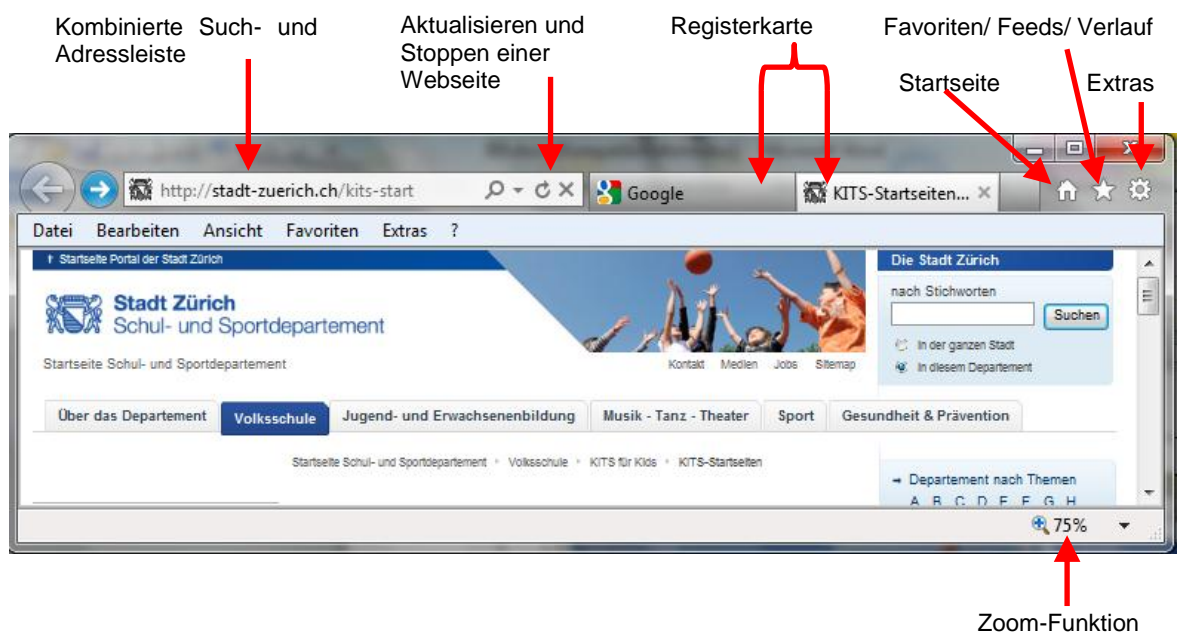 Kombinierte Such- und
Adressleiste
Aktualisieren und
Stoppen einer
Webseite
Registerkarte
Favoriten/ Feeds/ Verlauf
Startseite
Extras
http://stadt-zuerich.ch/kits-start
Google
KITS-Startseiten...
Datei Bearbeiten Ansicht Favoriten Extras ?
Startseite Portal der Stadt Zürich
Die Stadt Zürich
Stadt Zürich
Schul- und Sportdepartement
nach Stichworten
Suchen
In der ganzen Stadt
In diesem Departement
Startseite Schul- und Sportdepartement
Kontakt Medien Jobs Sitemap
Über das Departement Volksschule Jugend- und Erwachsenenbildung Musik - Tanz - Theater Sport Gesundheit & Prävention
Startseite Schul- und Sportdepartement Volksschule KITS für Kids KITS-Startseiten
Departement nach Themen
A B C D E F G H
75%
Zoom-Funktion